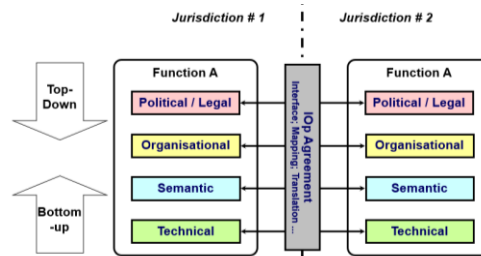 Jurisdiction # 1
Jurisdiction # 2
Top-
Down
Bottom
-up
Function A
Political / Legal
Organisational
Semantic
Technical
IOp Agreement
Interface; Mapping; Translation ...
Function A
Political / Legal
Organisational
Semantic
Technical